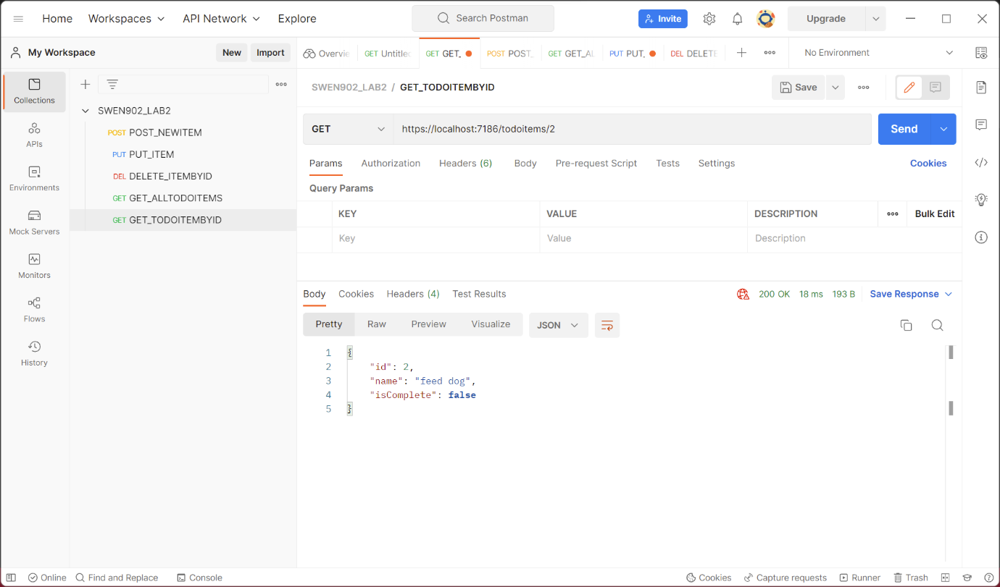 Home Workspaces API Network Explore Search Postman Invite Upgrade
My Workspace New Import Overvie GET Untitled GET GET_ POST POST_ GET GET_AL PUT PUT_ DEL DELETE No Environment
Collections
APIs
Environments
Mock Servers
Monitors
Flows
History
SWEN902_LAB2
POST POST_NEWITEM
PUT PUT_ITEM
DEL DELETE_ITEMBYID
GET GET_ALLTODOITEMS
GET GET_TODOITEMBYID
SWEN902_LAB2 / GET_TODOITEMBYID Save
GET https://localhost:7186/todoitems/2 Send
Params Authorization Headers (6) Body Pre-request Script Tests Settings Cookies
Query Params
KEY VALUE DESCRIPTION Bulk Edit
Key Value Description
Body Cookies Headers (4) Test Results 200 OK 18 ms 193 B Save Response
Pretty Raw Preview Visualize JSON
1 {
2 "id": 2,
3 "name": "feed dog",
4 "isComplete": false
5 }
Online Find and Replace Console Cookies Capture requests Runner Trash